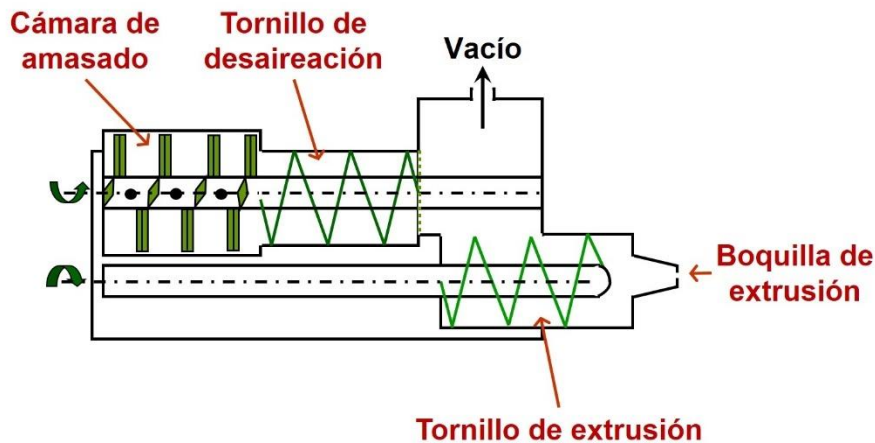 Cámara de
amasado
Tornillo de
desaireación
Vacío
Boquilla de
extrusión
Tornillo de extrusión